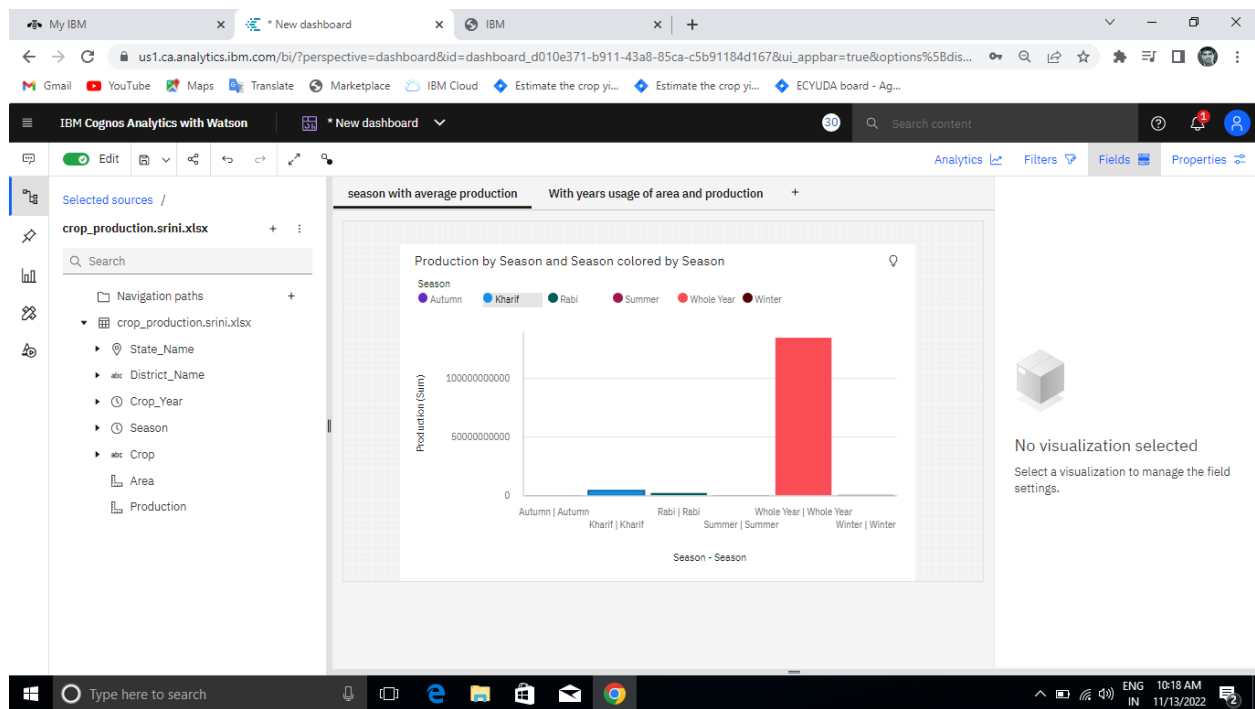 My IBM
* New dashboard
IBM
us1.ca.analytics.ibm.com/bi/?perspective=dashboard&id=dashboard_d010e371-b911-43a8-85ca-c5b91184d167&ui_appbar=true&options%5Bdis...
Gmail YouTube Maps Translate Marketplace IBM Cloud Estimate the crop yi... Estimate the crop yi... ECYUDA board - Ag...
IBM Cognos Analytics with Watson * New dashboard 30 Search content 1
Edit Analytics Filters Fields Properties
Selected sources /
crop_production.srini.xlsx
Search
Navigation paths
crop_production.srini.xlsx
State_Name
abc District_Name
Crop_Year
Season
abc Crop
Area
Production
season with average production With years usage of area and production +
Production by Season and Season colored by Season
Season
Autumn Kharif Rabi Summer Whole Year Winter
Production (Sum)
100000000000
50000000000
0
Autumn | Autumn Rabi | Rabi Whole Year | Whole Year
Kharif | Kharif Summer | Summer Winter | Winter
Season - Season
No visualization selected
Select a visualization to manage the field
settings.
Type here to search
ENG 10:18 AM
IN 11/13/2022 2